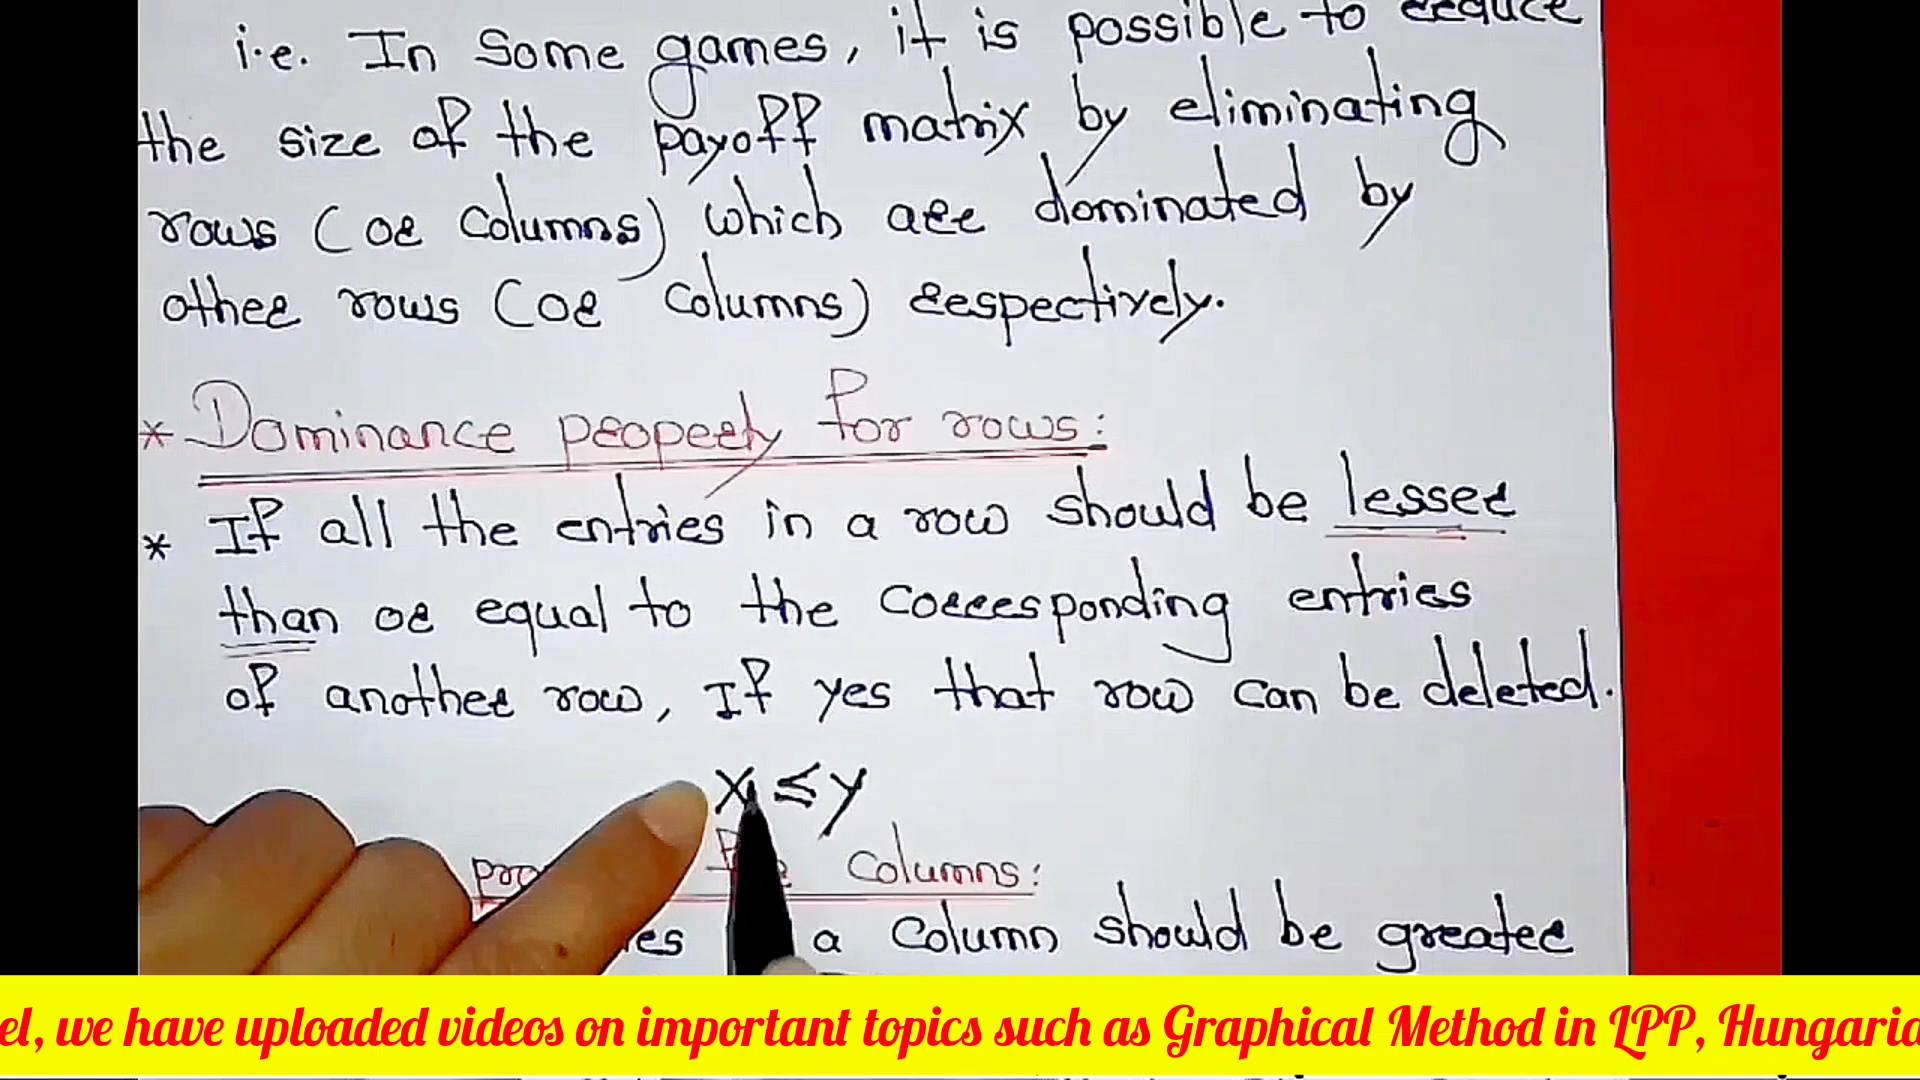 i.e. In Some games, it is possible to reduce
the size of the payoff matrix by eliminating
rows (or Columns) which are dominated by
other rows (or Columns) respectively.
* Dominance property for rows:
* If all the entries in a row should be lesser
than or equal to the corresponding entries
of another row, If yes that row can be deleted.
X ≤ y
Columns:
a Column should be greater
el, we have uploaded videos on important topics such as Graphical Method in LPP, Hungaria